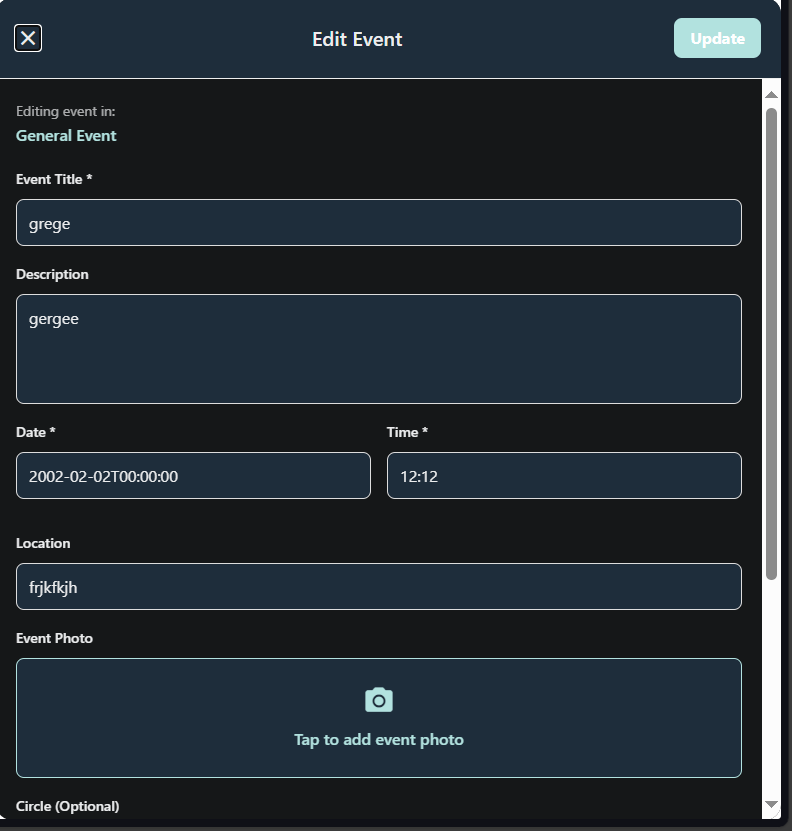 Edit Event
Update
Editing event in:
General Event
Event Title *
grege
Description
gergee
Date *
Time *
2002-02-02T00:00:00
12:12
Location
frjkfkjh
Event Photo
Tap to add event photo
Circle (Optional)